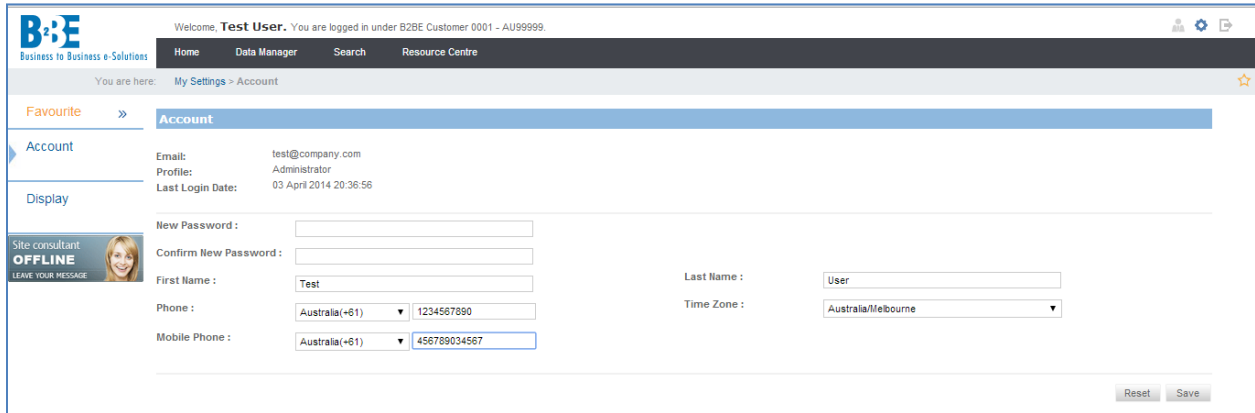 B2BE
Business to Business e-Solutions
Welcome, Test User. You are logged in under B2BE Customer 0001 - AU99999.
Home Data Manager Search Resource Centre
You are here: My Settings > Account
Favourite »
Account
Display
Site consultant
OFFLINE
LEAVE YOUR MESSAGE
Account
Email: test@company.com
Profile: Administrator
Last Login Date: 03 April 2014 20:36:56
New Password :
Confirm New Password :
First Name : Test
Last Name : User
Phone : Australia(+61) 1234567890
Time Zone : Australia/Melbourne
Mobile Phone : Australia(+61) 456789034567
Reset Save